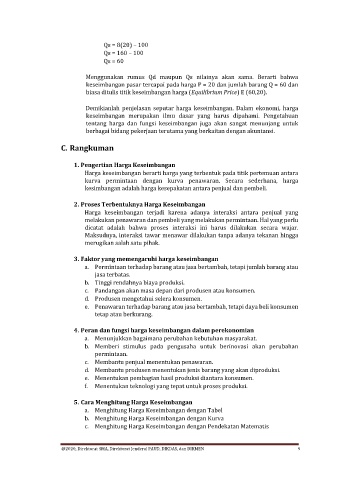 Qs = 8(20) – 100
Qs = 160 – 100
Qs = 60
Menggunakan rumus Qd maupun Qs nilainya akan sama. Berarti bahwa
keseimbangan pasar tercapai pada harga P = 20 dan jumlah barang Q = 60 dan
biasa ditulis titik keseimbangan harga (Equilibrium Price) E (60,20).
Demikianlah penjelasan seputar harga keseimbangan. Dalam ekonomi, harga
keseimbangan merupakan ilmu dasar yang harus dipahami. Pengetahuan
tentang harga dan fungsi keseimbangan juga akan sangat menunjang untuk
berbagai bidang pekerjaan terutama yang berkaitan dengan akuntansi.
C. Rangkuman
1. Pengertian Harga Keseimbangan
Harga keseimbangan berarti harga yang terbentuk pada titik pertemuan antara
kurva permintaan dengan kurva penawaran. Secara sederhana, harga
kesimbangan adalah harga kesepakatan antara penjual dan pembeli.
2. Proses Terbentuknya Harga Keseimbangan
Harga keseimbangan terjadi karena adanya interaksi antara penjual yang
melakukan penawaran dan pembeli yang melakukan permintaan. Hal yang perlu
dicatat adalah bahwa proses interaksi ini harus dilakukan secara wajar.
Maksudnya, interaksi tawar menawar dilakukan tanpa adanya tekanan hingga
merugikan salah satu pihak.
3. Faktor yang memengaruhi harga keseimbangan
a. Permintaan terhadap barang atau jasa bertambah, tetapi jumlah barang atau
jasa terbatas.
b. Tinggi rendahnya biaya produksi.
c. Pandangan akan masa depan dari produsen atau konsumen.
d. Produsen mengetahui selera konsumen.
e. Penawaran terhadap barang atau jasa bertambah, tetapi daya beli konsumen
tetap atau berkurang.
4. Peran dan fungsi harga keseimbangan dalam perekonomian
a. Menunjukkan bagaimana perubahan kebutuhan masyarakat.
b. Memberi stimulus pada pengusaha untuk berinovasi akan perubahan
permintaan.
c. Membantu penjual menentukan penawaran.
d. Membantu produsen menentukan jenis barang yang akan diproduksi.
e. Menentukan pembagian hasil produksi diantara konsumen.
f. Menentukan teknologi yang tepat untuk proses produksi.
5. Cara Menghitung Harga Keseimbangan
a. Menghitung Harga Keseimbangan dengan Tabel
b. Menghitung Harga Keseimbangan dengan Kurva
c. Menghitung Harga Keseimbangan dengan Pendekatan Matematis
@2020, Direktorat SMA, Direktorat Jenderal PAUD, DIKDAS, dan DIKMEN
9